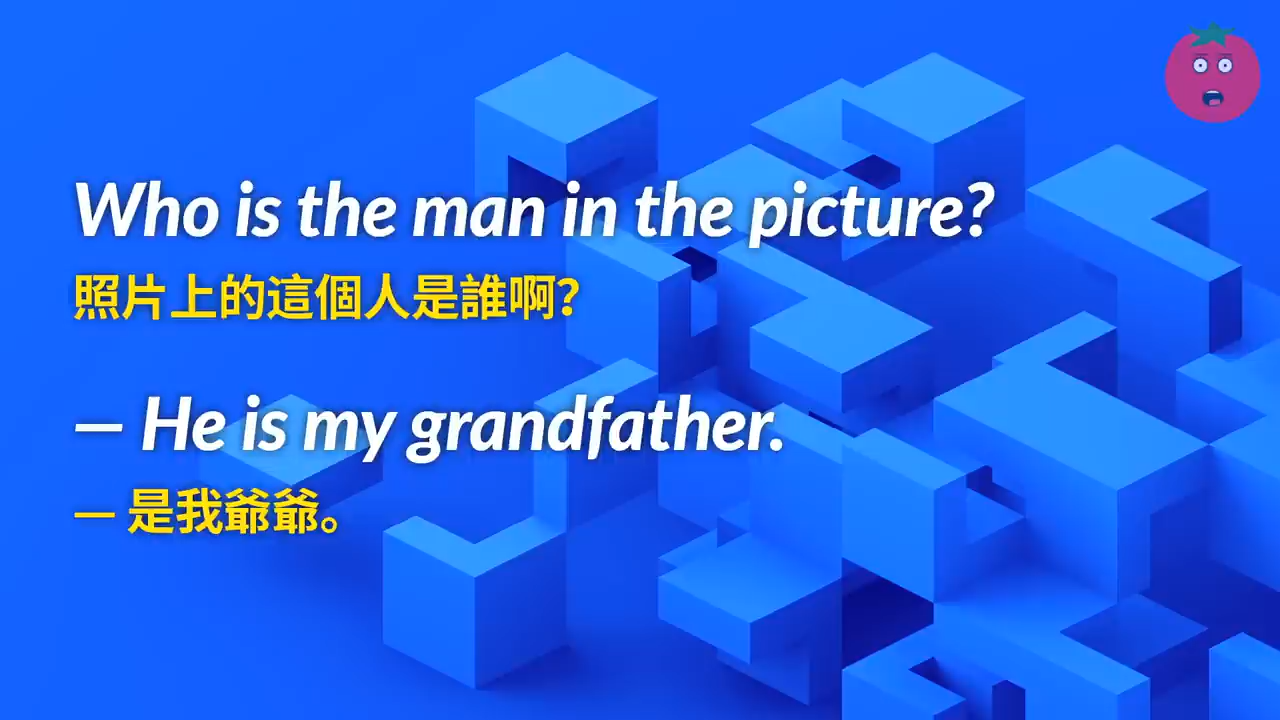 Who is the man in the picture?
照片上的這個人是誰啊？
— He is my grandfather.
— 是我爺爺。